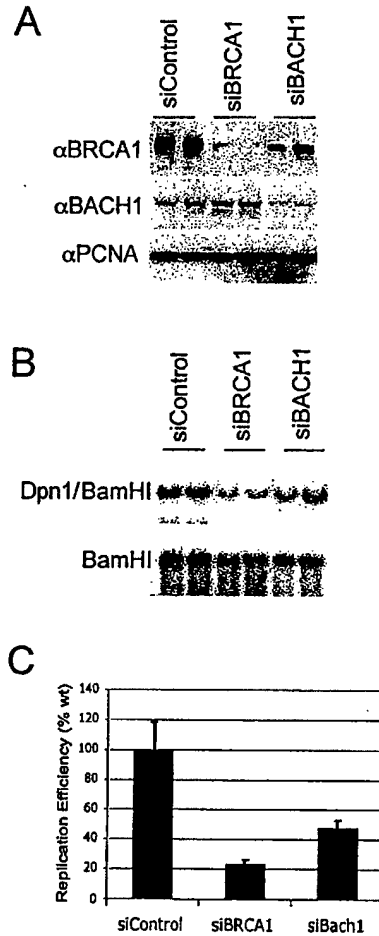 A
siControl
siBRCA1
siBACH1
αBRCA1
αBACH1
αPCNA
B
siControl
siBRCA1
siBACH1
Dpn1/BamHI
BamHI
C
Replication Efficiency (% wt)
140
120
100
80
60
40
20
0
siControl
siBRCA1
siBach1